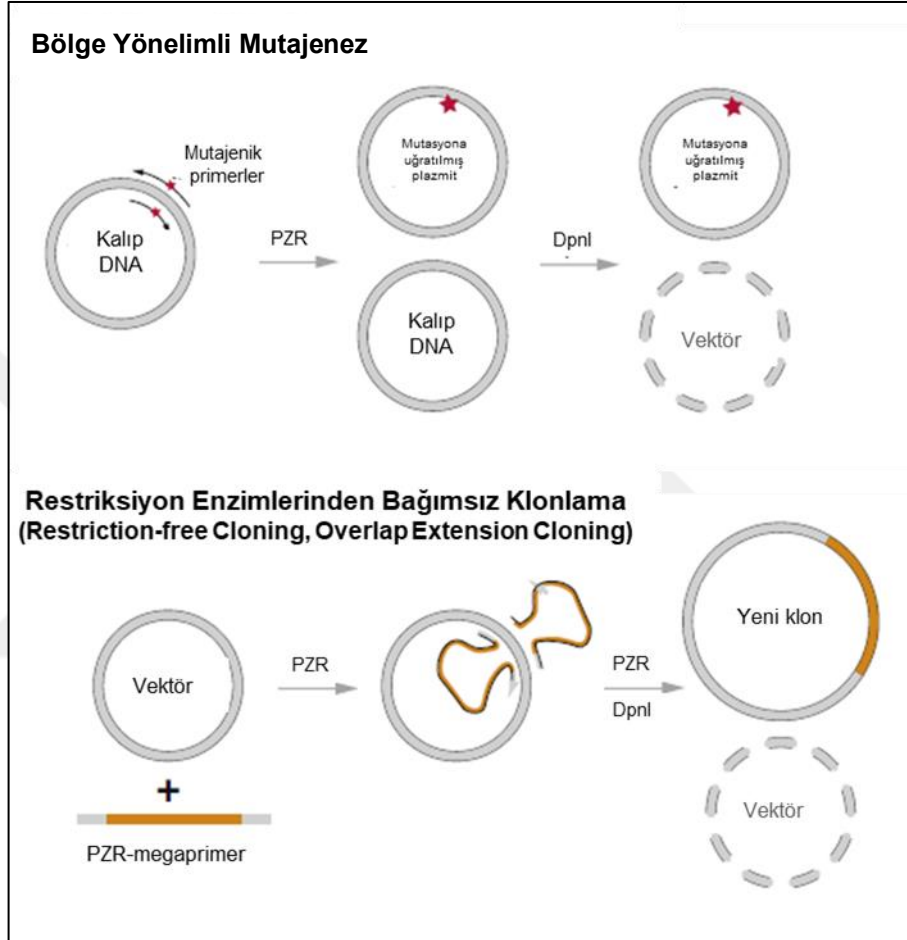 Bölge Yönelimli Mutajenez
Mutajenik
primerler
Kalıp
DNA
PZR
Mutasyona
uğratılmış
plazmit
Kalıp
DNA
DpnI
Mutasyona
uğratılmış
plazmit
Vektör
Restriksiyon Enzimlerinden Bağımsız Klonlama
(Restriction-free Cloning, Overlap Extension Cloning)
Vektör
+
PZR-megaprimer
PZR
PZR
DpnI
Yeni klon
Vektör